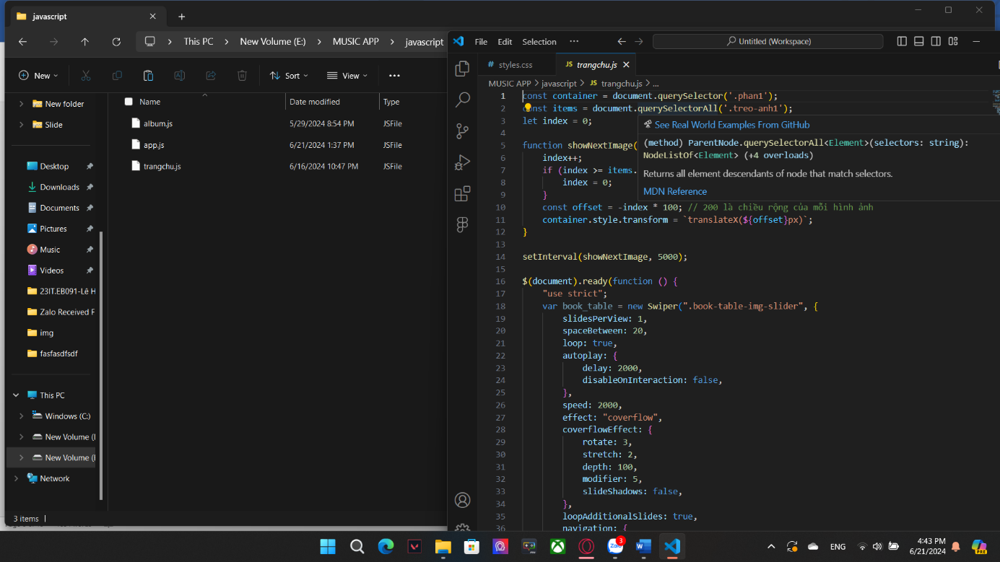 javascript
This PC
New Volume (E:)
MUSIC APP
javascript
New
Sort
View
New folder
Slide
Desktop
Downloads
Documents
Pictures
Music
Videos
23IT.EB091-Lê H
Zalo Received F
img
fasfasdfsdf
This PC
Windows (C:)
New Volume (
New Volume (
Network
Name
Date modified
Type
album.js
5/29/2024 8:54 PM
JSFile
app.js
6/21/2024 1:37 PM
JSFile
trangchu.js
6/16/2024 10:47 PM
JSFile
3 items
File
Edit
Selection
Untitled (Workspace)
# styles.css
JS trangchu.js
MUSIC APP > javascript > JS trangchu.js > ...
1 const container = document.querySelector('.phan1');
2 const items = document.querySelectorAll('.treo-anh1');
3 let index = 0;
4
5 function showNextImage(
6 index++;
7 if (index >= items.
8 index = 0;
9 }
10 const offset = -index * 100; // 200 là chiều rộng của mỗi hình ảnh
11 container.style.transform = `translateX(${offset}px)`;
12 }
13
14 setInterval(showNextImage, 5000);
15
16 $(document).ready(function () {
17 "use strict";
18 var book_table = new Swiper(".book-table-img-slider", {
19 slidesPerView: 1,
20 spaceBetween: 20,
21 loop: true,
22 autoplay: {
23 delay: 2000,
24 disableOnInteraction: false,
25 },
26 speed: 2000,
27 effect: "coverflow",
28 coverflowEffect: {
29 rotate: 3,
30 stretch: 2,
31 depth: 100,
32 modifier: 5,
33 slideShadows: false,
34 },
35 loopAdditionalSlides: true,
36 navigation: {
See Real World Examples From GitHub
(method) ParentNode.querySelectorAll<Element>(selectors: string):
NodeListOf<Element> (+4 overloads)
Returns all element descendants of node that match selectors.
MDN Reference
Zalo
3
ENG
4:43 PM
6/21/2024
PRE